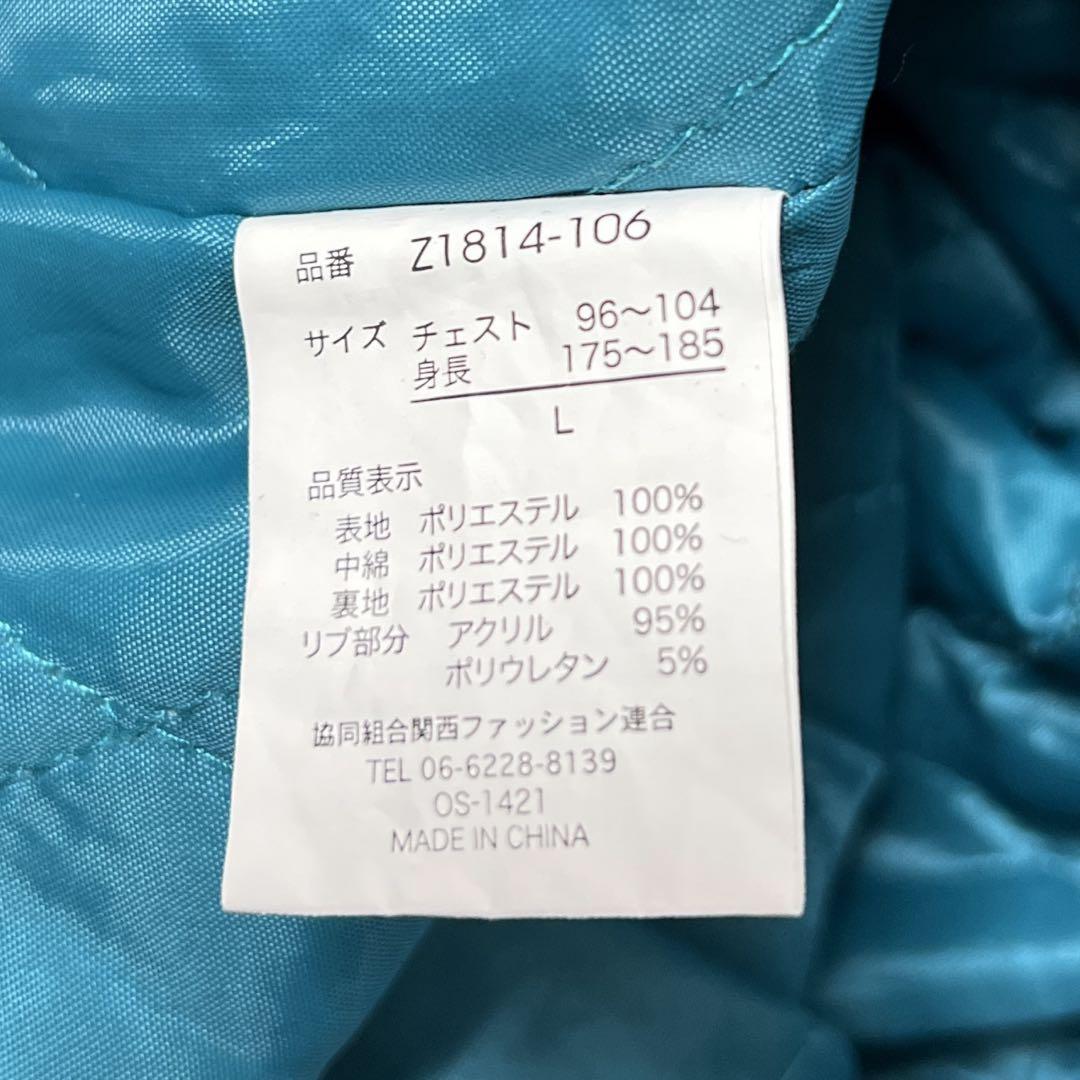 品番 Z1814-106
サイズ チェスト 96～104
身長 175～185
L
品質表示
表地 ポリエステル 100%
中綿 ポリエステル 100%
裏地 ポリエステル 100%
リブ部分 アクリル 95%
ポリウレタン 5%
協同組合関西ファッション連合
TEL 06-6228-8139
OS-1421
MADE IN CHINA